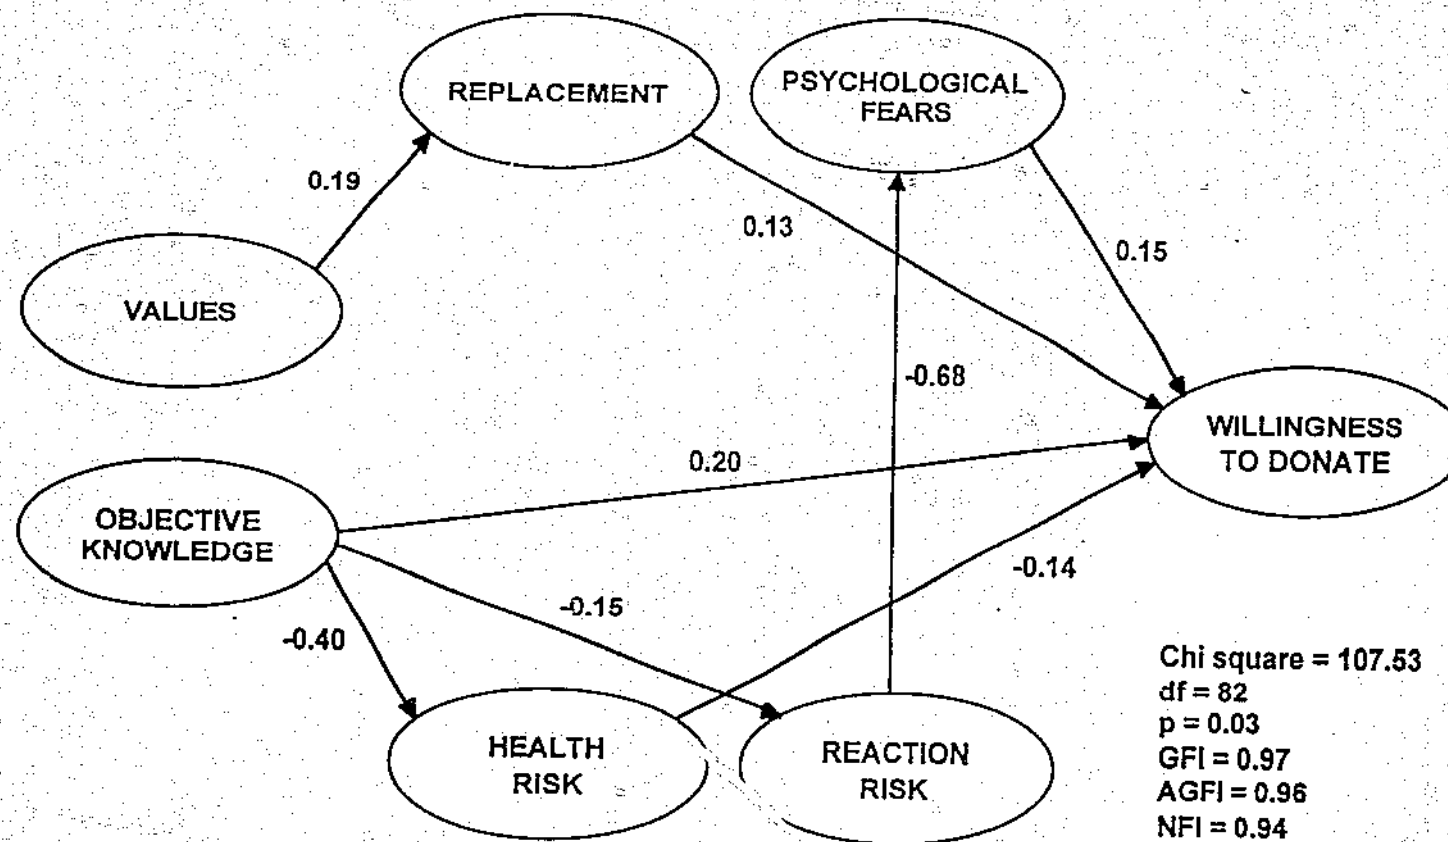 REPLACEMENT
PSYCHOLOGICAL
FEARS
0.19
0.13
0.15
VALUES
-0.68
WILLINGNESS
TO DONATE
0.20
OBJECTIVE
KNOWLEDGE
-0.14
-0.15
-0.40
HEALTH
RISK
REACTION
RISK
Chi square = 107.53
df = 82
p = 0.03
GFI = 0.97
AGFI = 0.96
NFI = 0.94